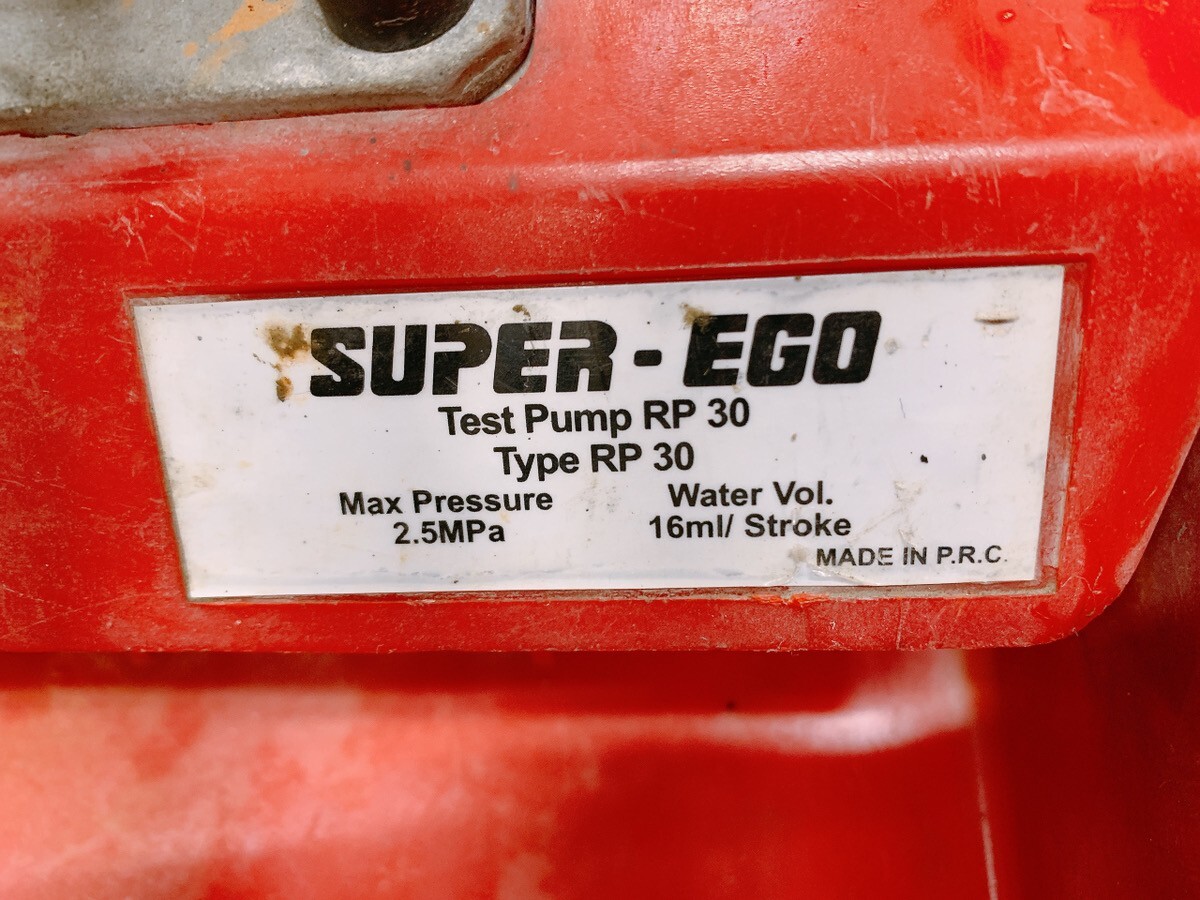 SUPER - EGO
Test Pump RP 30
Type RP 30
Max Pressure Water Vol.
2.5MPa 16ml/ Stroke
MADE IN P.R.C.